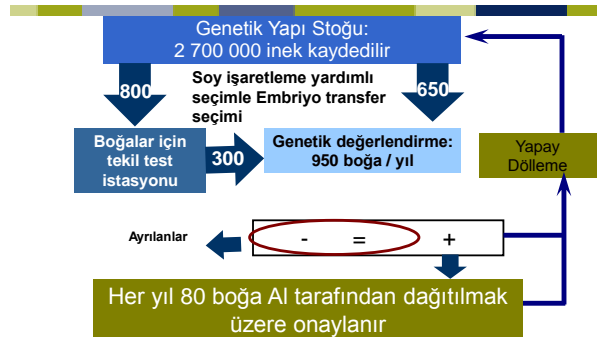 Genetik Yapı Stoğu:
2 700 000 inek kaydedilir
800
Soy işaretleme yardımlı
seçimle Embriyo transfer
seçimi
650
Boğalar için
tekil test
istasyonu
300
Genetik değerlendirme:
950 boğa / yıl
Yapay
Dölleme
Ayrılanlar
- = +
Her yıl 80 boğa AI tarafından dağıtılmak
üzere onaylanır